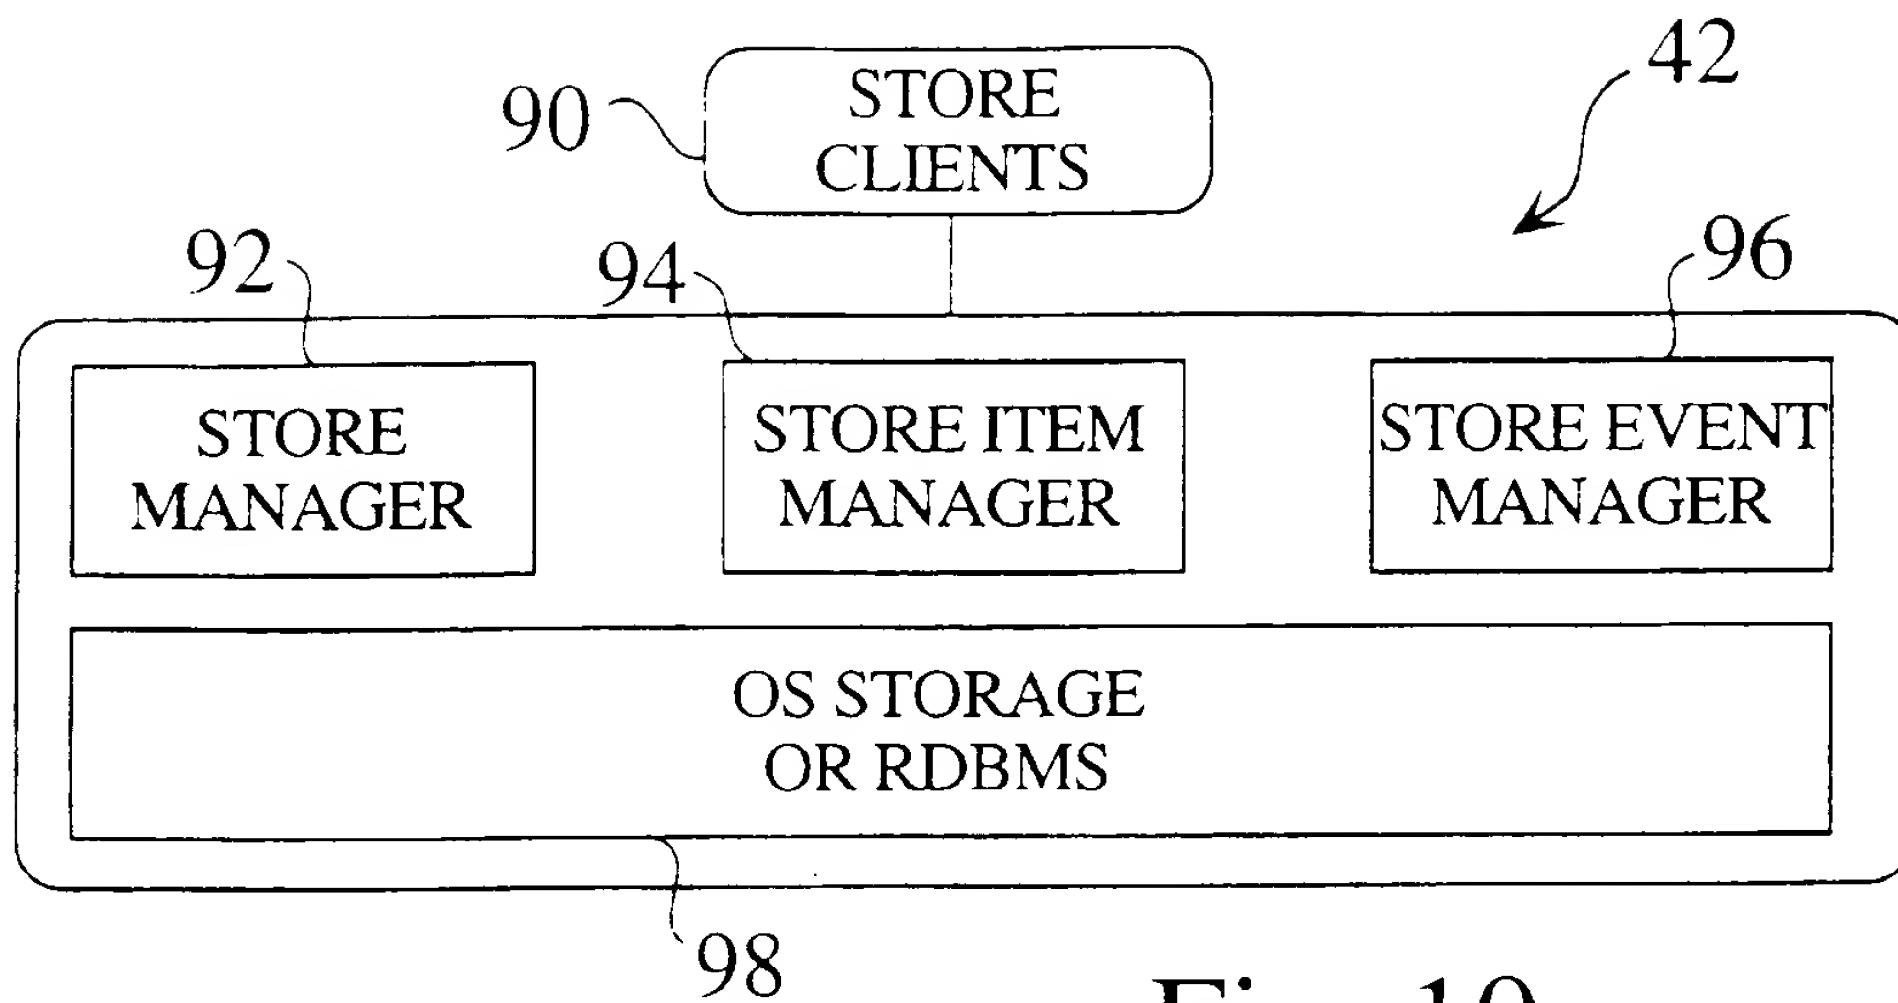 42
90
STORE
CLIENTS
92
94
96
STORE
MANAGER
STORE ITEM
MANAGER
STORE EVENT
MANAGER
OS STORAGE
OR RDBMS
98